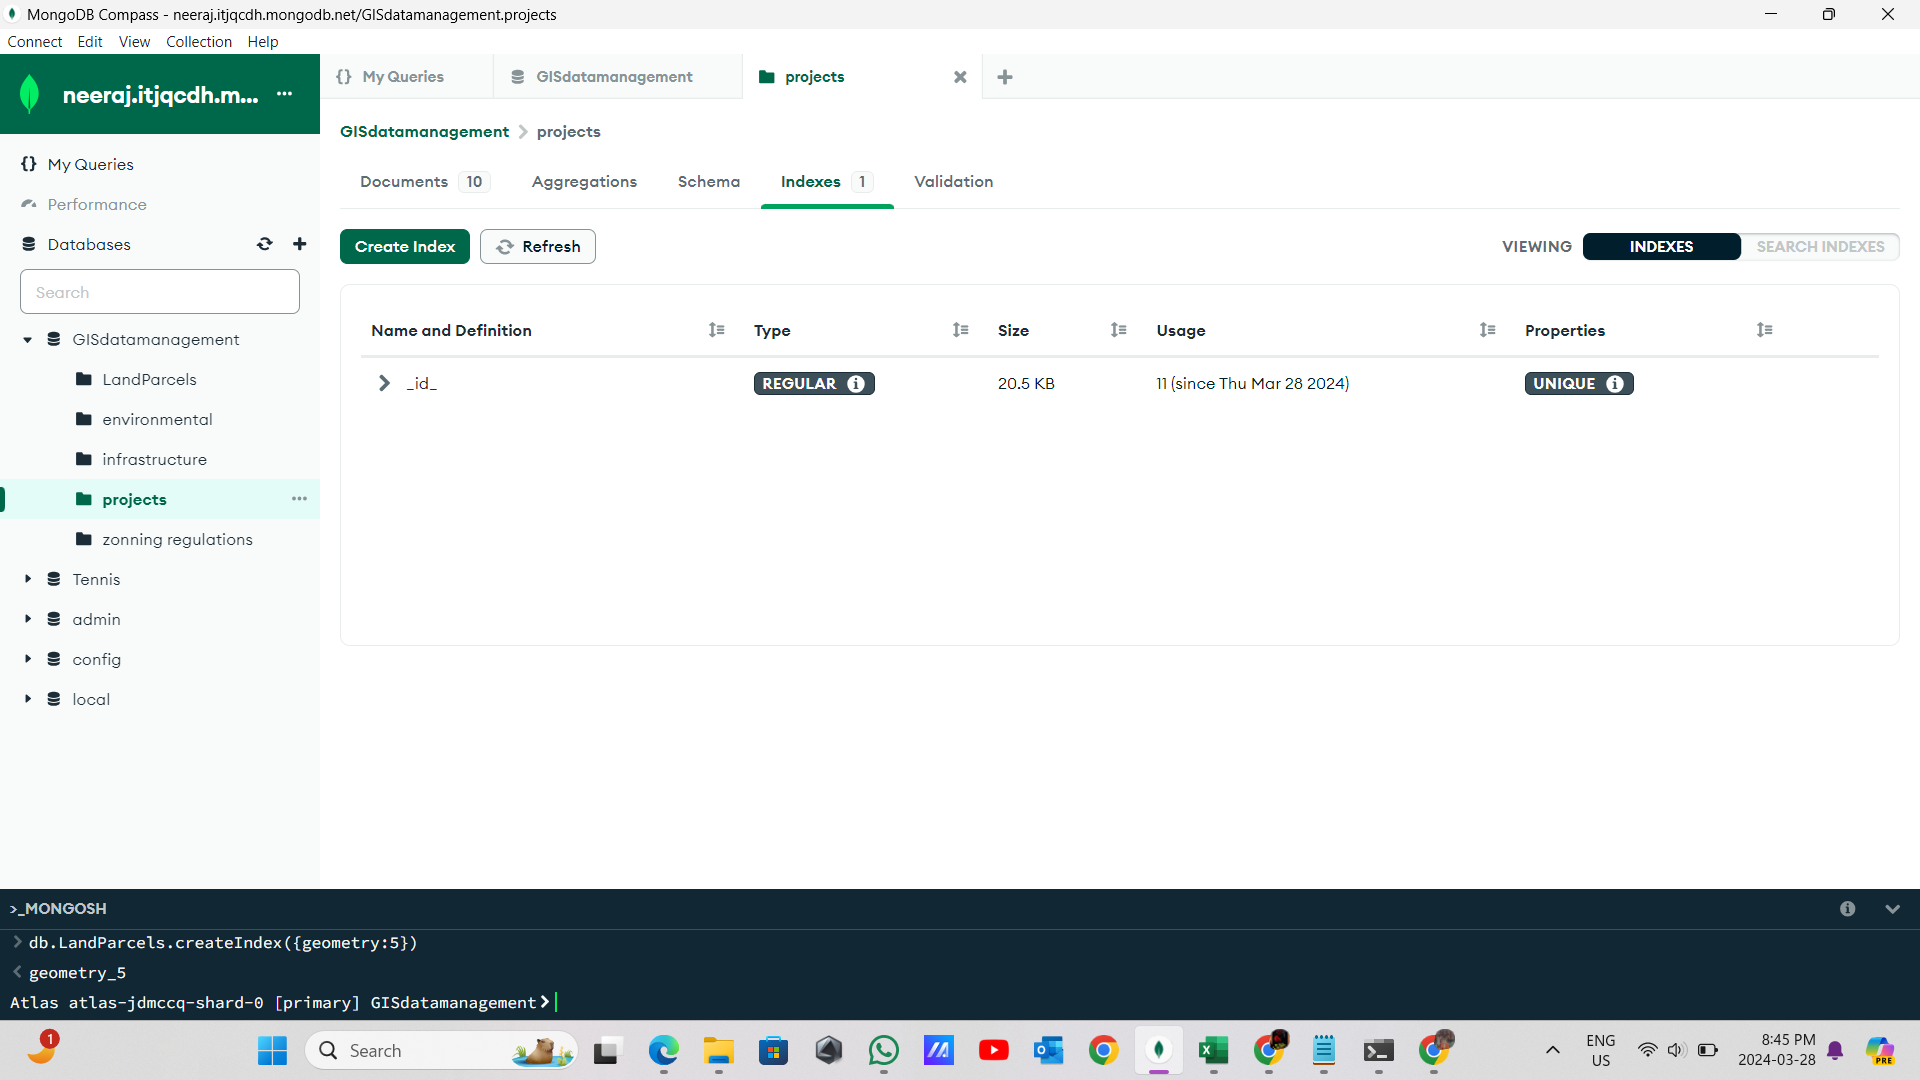 MongoDB Compass - neeraj.itjqcdh.mongodb.net/GISdatamanagement.projects
Connect Edit View Collection Help
neeraj.itjqcdh.m... ...
{} My Queries
GISdatamanagement
projects
GISdatamanagement > projects
{} My Queries
Performance
Databases
Search
GISdatamanagement
LandParcels
environmental
infrastructure
projects ...
zonning regulations
Tennis
admin
config
local
Documents 10 Aggregations Schema Indexes 1 Validation
Create Index Refresh
VIEWING INDEXES SEARCH INDEXES
Name and Definition Type Size Usage Properties
_id_ REGULAR 20.5 KB 11 (since Thu Mar 28 2024) UNIQUE
>_MONGOSH
> db.LandParcels.createIndex({geometry:5})
< geometry_5
Atlas atlas-jdmccq-shard-0 [primary] GISdatamanagement>
1
Search
ENG
US
8:45 PM
2024-03-28
PRE